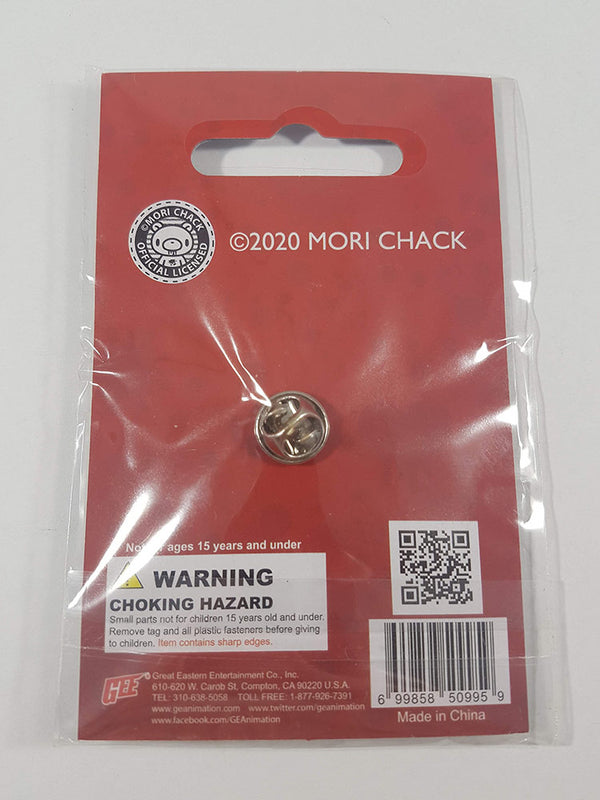 ©MORI CHACK
OFFICIAL LICENSED
©2020 MORI CHACK
*Not for ages 15 years and under
WARNING
CHOKING HAZARD
Small parts not for children 15 years old and under.
Remove tag and all plastic fasteners before giving
to children. Item contains sharp edges.
GEE
Great Eastern Entertainment Co., Inc.
610-620 W. Carob St, Compton, CA 90220 U.S.A.
TEL: 310-638-5058 TOLL FREE: 1-877-926-7391
www.geanimation.com www.twitter.com/geanimation
www.facebook.com/GEAnimation
6 99858 50995 9
Made in China